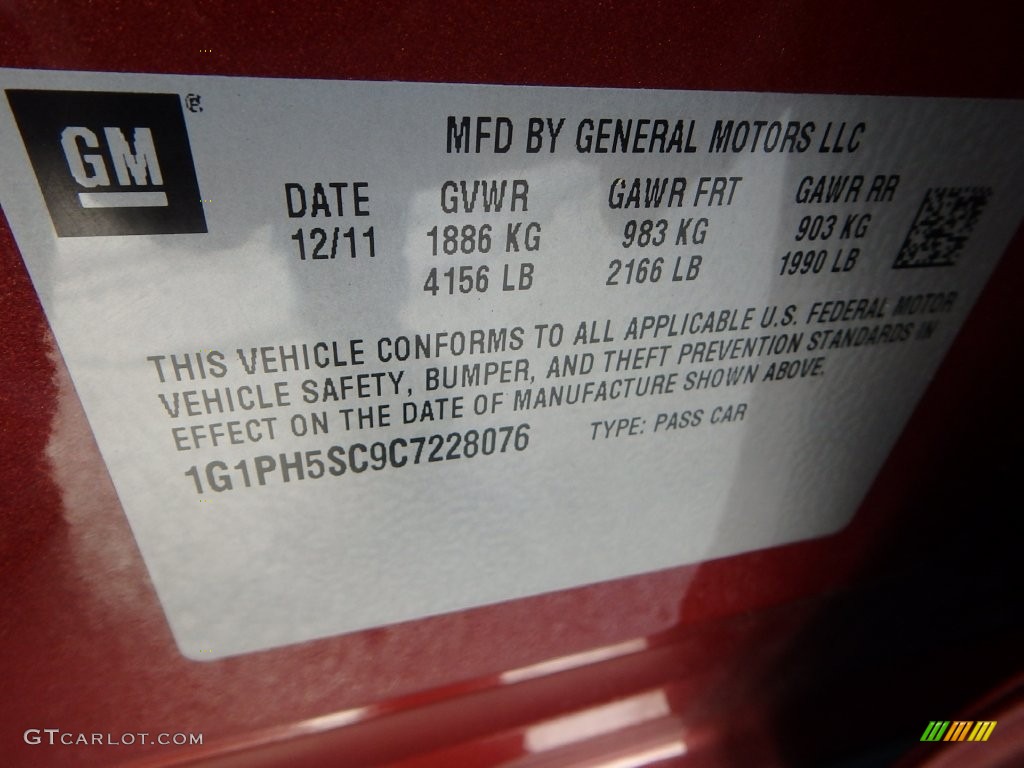 GM ®
MFD BY GENERAL MOTORS LLC
DATE GVWR GAWR FRT GAWR RR
12/11 1886 KG 983 KG 903 KG
4156 LB 2166 LB 1990 LB
THIS VEHICLE CONFORMS TO ALL APPLICABLE U.S. FEDERAL MOTOR
VEHICLE SAFETY, BUMPER, AND THEFT PREVENTION STANDARDS IN
EFFECT ON THE DATE OF MANUFACTURE SHOWN ABOVE.
1G1PH5SC9C7228076 TYPE: PASS CAR
GTCARLOT.COM